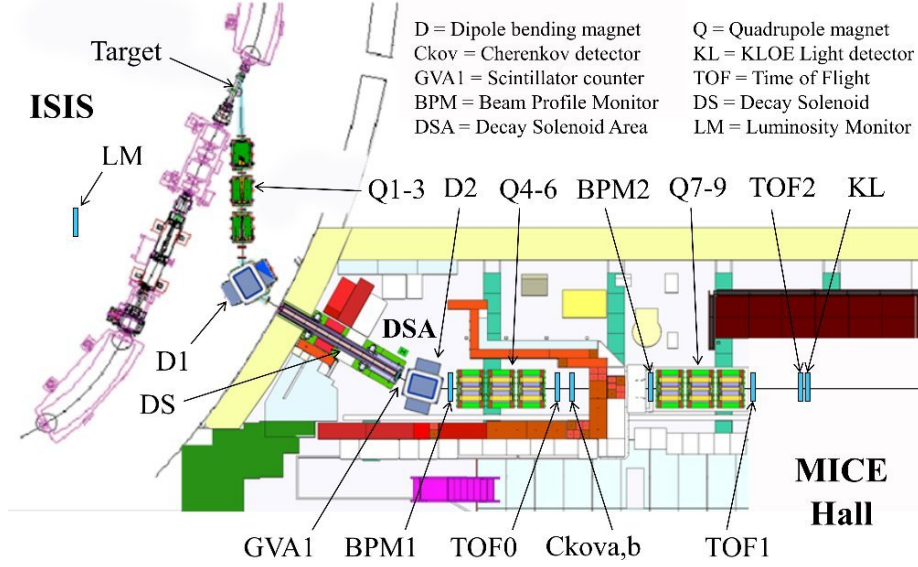 D = Dipole bending magnet
Q = Quadrupole magnet
Ckov = Cherenkov detector
KL = KLOE Light detector
GVA1 = Scintillator counter
TOF = Time of Flight
BPM = Beam Profile Monitor
DS = Decay Solenoid
DSA = Decay Solenoid Area
LM = Luminosity Monitor
Target
ISIS
LM
Q1-3
D2
Q4-6
BPM2
Q7-9
TOF2
KL
DSA
D1
DS
MICE
Hall
GVA1
BPM1
TOF0
Ckova,b
TOF1